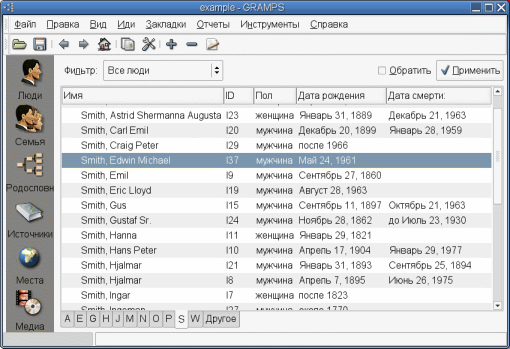 example - GRAMPS
Файл Правка Вид Иди Закладки Отчеты Инструменты Справка
Люди
Семья
Родословн
Источники
Места
Медиа
Фильтр: Все люди Обратить Применить
Имя ID Пол Дата рождения Дата смерти:
Smith, Astrid Shermanna Augusta I23 женщина Январь 31, 1889 Декабрь 21, 1963
Smith, Carl Emil I20 мужчина Декабрь 20, 1899 Январь 28, 1959
Smith, Craig Peter I29 мужчина после 1966
Smith, Edwin Michael I37 мужчина Май 24, 1961
Smith, Emil I9 мужчина Сентябрь 27, 1860
Smith, Eric Lloyd I19 мужчина Август 28, 1963
Smith, Gus I15 мужчина Сентябрь 11, 1897 Октябрь 21, 1963
Smith, Gustaf Sr. I24 мужчина Ноябрь 28, 1862 до Июль 23, 1930
Smith, Hanna I11 женщина Январь 29, 1821
Smith, Hans Peter I10 мужчина Апрель 17, 1904 Январь 29, 1977
Smith, Hjalmar I21 мужчина Январь 31, 1893 Сентябрь 25, 1894
Smith, Hjalmar I8 мужчина Апрель 7, 1895 Июнь 26, 1975
Smith, Ingar I7 женщина после 1823
Smith, Ingeman I27 мужчина около 1770
A E G H J M N O P S W Другое